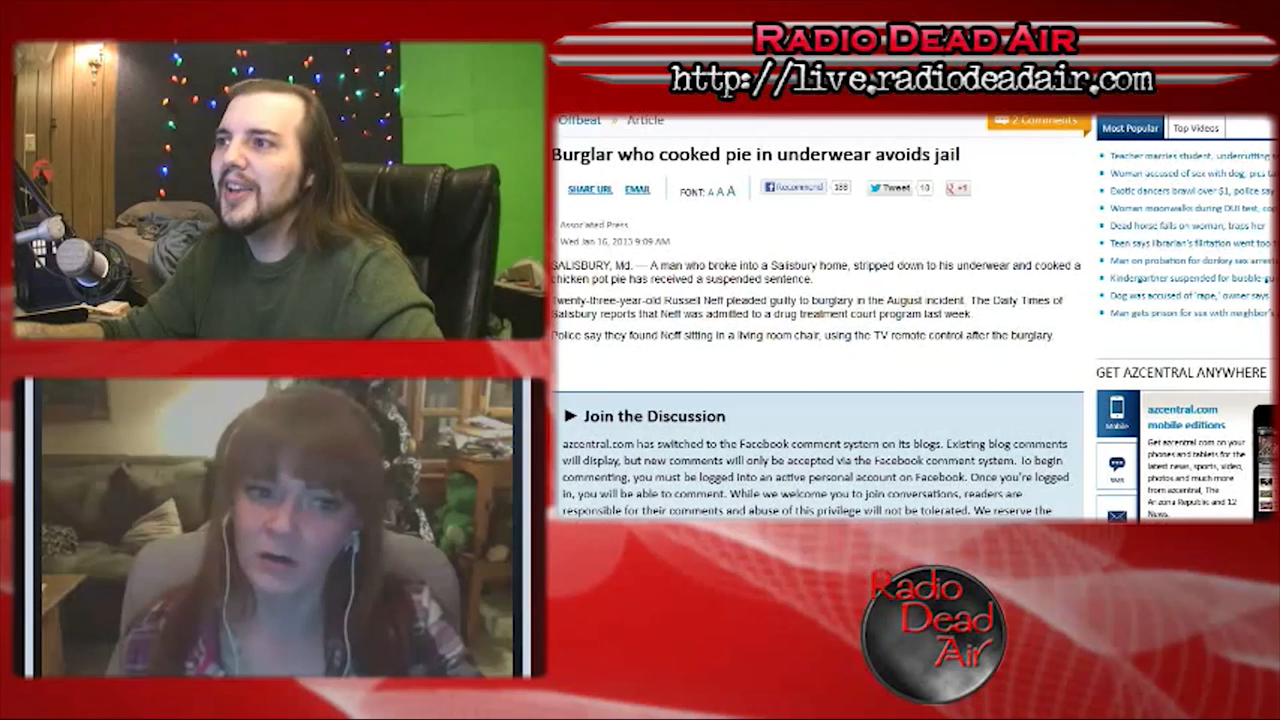 Radio Dead Air
http://live.radiodeadair.com
Offbeat » Article
2 Comments
Burglar who cooked pie in underwear avoids jail
SHARE URL EMAIL FONT: A A A Recommend 188 Tweet 10 +1
Associated Press
Wed Jan 16, 2013 9:09 AM
SALISBURY, Md. — A man who broke into a Salisbury home, stripped down to his underwear and cooked a
chicken pot pie has received a suspended sentence.
Twenty-three-year-old Russell Neff pleaded guilty to burglary in the August incident. The Daily Times of
Salisbury reports that Neff was admitted to a drug treatment court program last week.
Police say they found Neff sitting in a living room chair, using the TV remote control after the burglary.
► Join the Discussion
azcentral.com has switched to the Facebook comment system on its blogs. Existing blog comments
will display, but new comments will only be accepted via the Facebook comment system. To begin
commenting, you must be logged into an active personal account on Facebook. Once you're logged
in, you will be able to comment. While we welcome you to join conversations, readers are
responsible for their comments and abuse of this privilege will not be tolerated. We reserve the
Most Popular Top Videos
Teacher marries student, underrutting
Woman accused of sex with dog, pics
Exotic dancers brawl over $1, police say
Woman moonwalks during DUI test,
Dead horse falls on woman, traps her
Teen says librarian's flirtation went too
Man on probation for donkey sex
Kindergartner suspended for
Dog was accused of 'rape,' owner says
Man gets prison for sex with neighbor's
GET AZCENTRAL ANYWHERE
Mobile
SMS
azcentral.com
mobile editions
Get azcentral.com on your
phones and tablets for the
latest news, sports, video,
photos and much more
from azcentral, The
Arizona Republic and 12
News.
Radio
Dead
Air